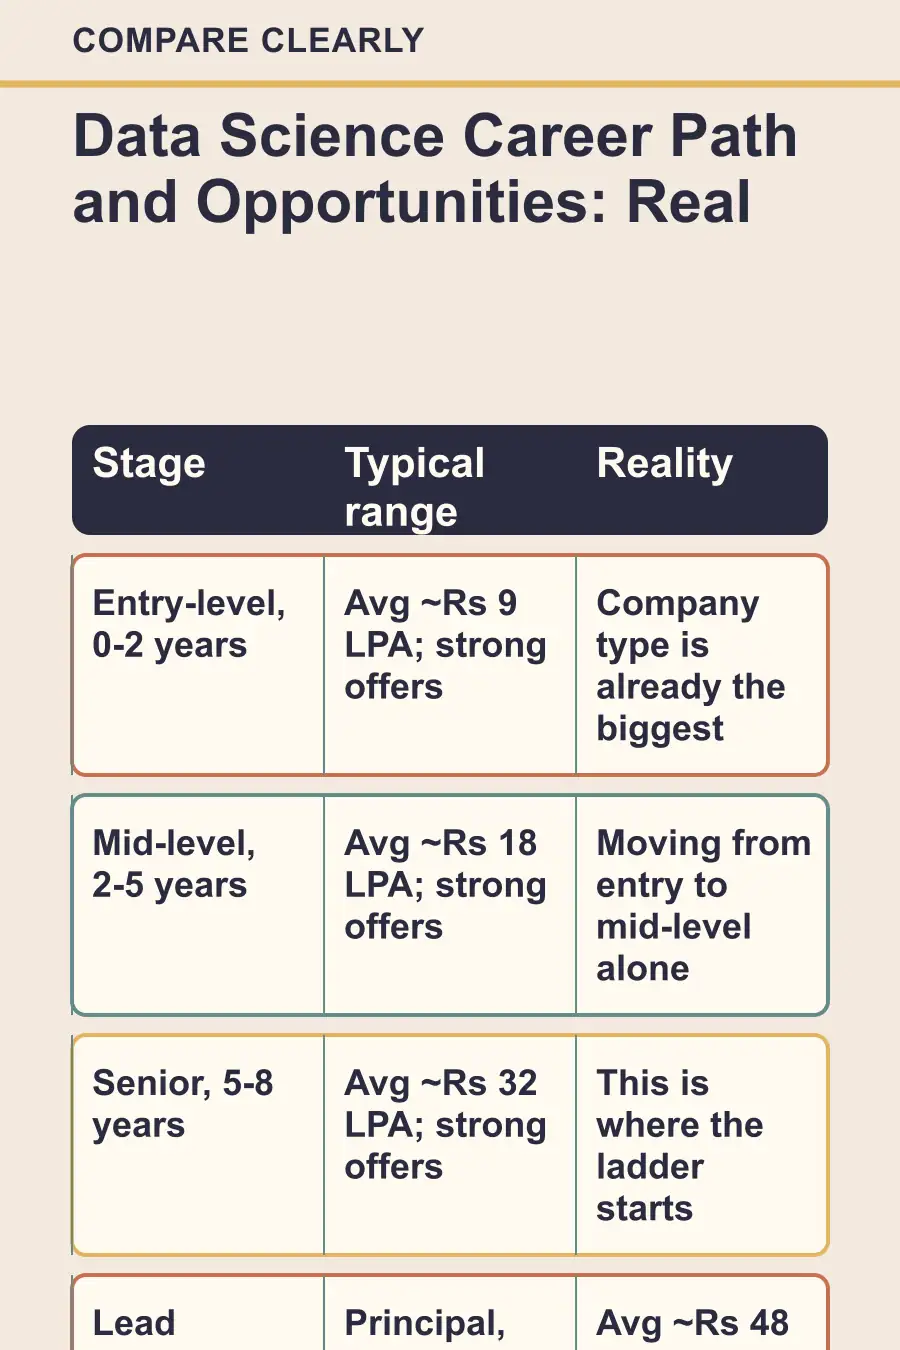 COMPARE CLEARLY
Data Science Career Path
and Opportunities: Real
Stage
Typical
range
Reality
Entry-level,
0-2 years
Avg ~Rs 9
LPA; strong
offers
Company
type is
already the
biggest
Mid-level,
2-5 years
Avg ~Rs 18
LPA; strong
offers
Moving from
entry to
mid-level
alone
Senior, 5-8
years
Avg ~Rs 32
LPA; strong
offers
This is
where the
ladder
starts
Lead
Principal,
Avg ~Rs 48